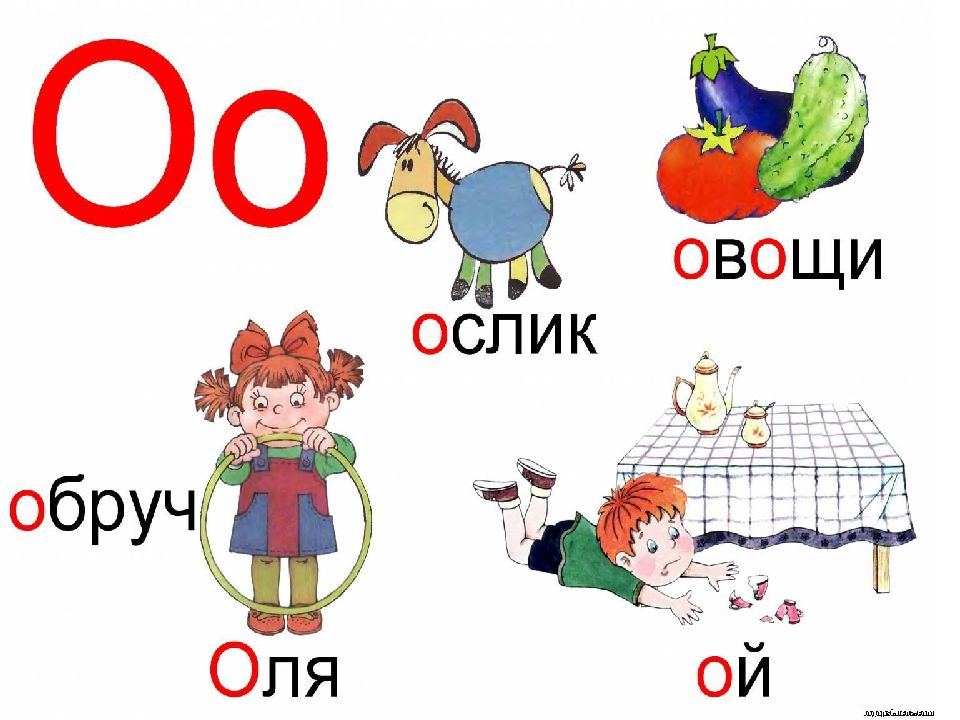 Оо
овощи
ослик
обруч
Оля
ой